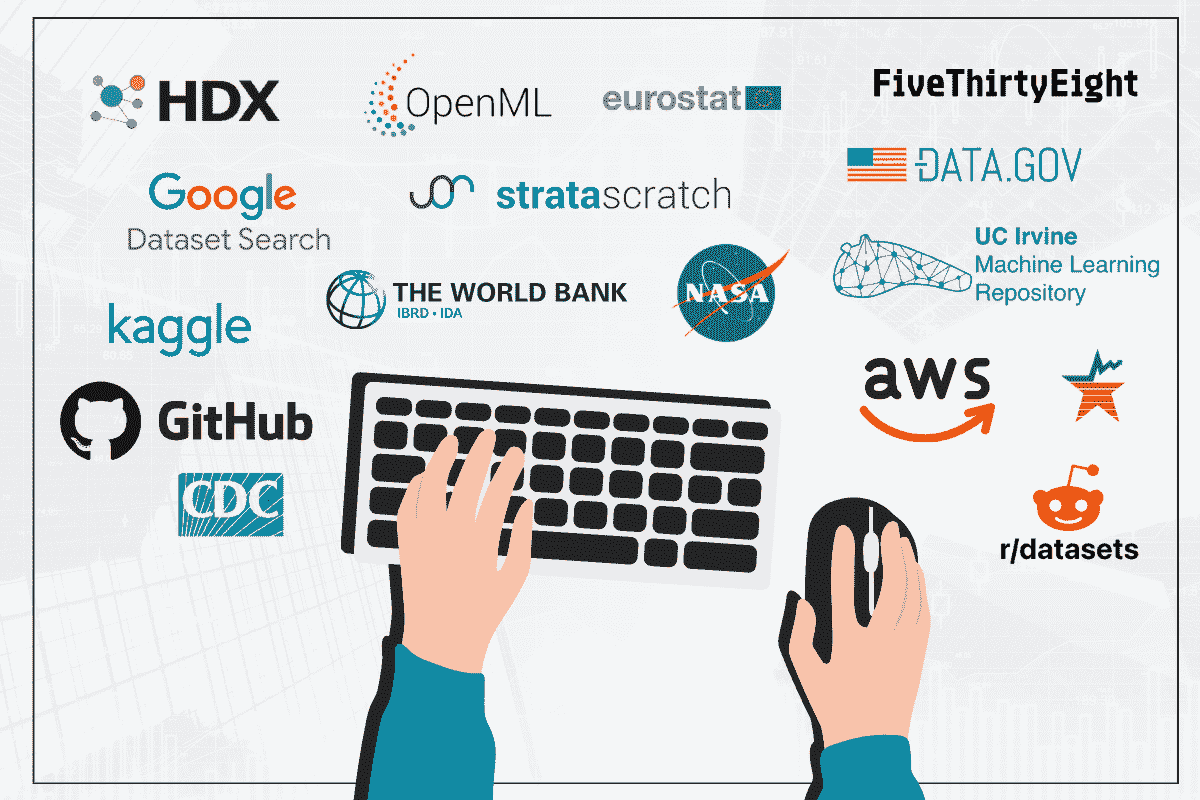 HDX
OpenML
eurostat
FiveThirtyEight
DATA.GOV
Google
Dataset Search
stratascratch
UC Irvine
Machine Learning
Repository
THE WORLD BANK
IBRD • IDA
NASA
kaggle
aws
GitHub
CDC
r/datasets